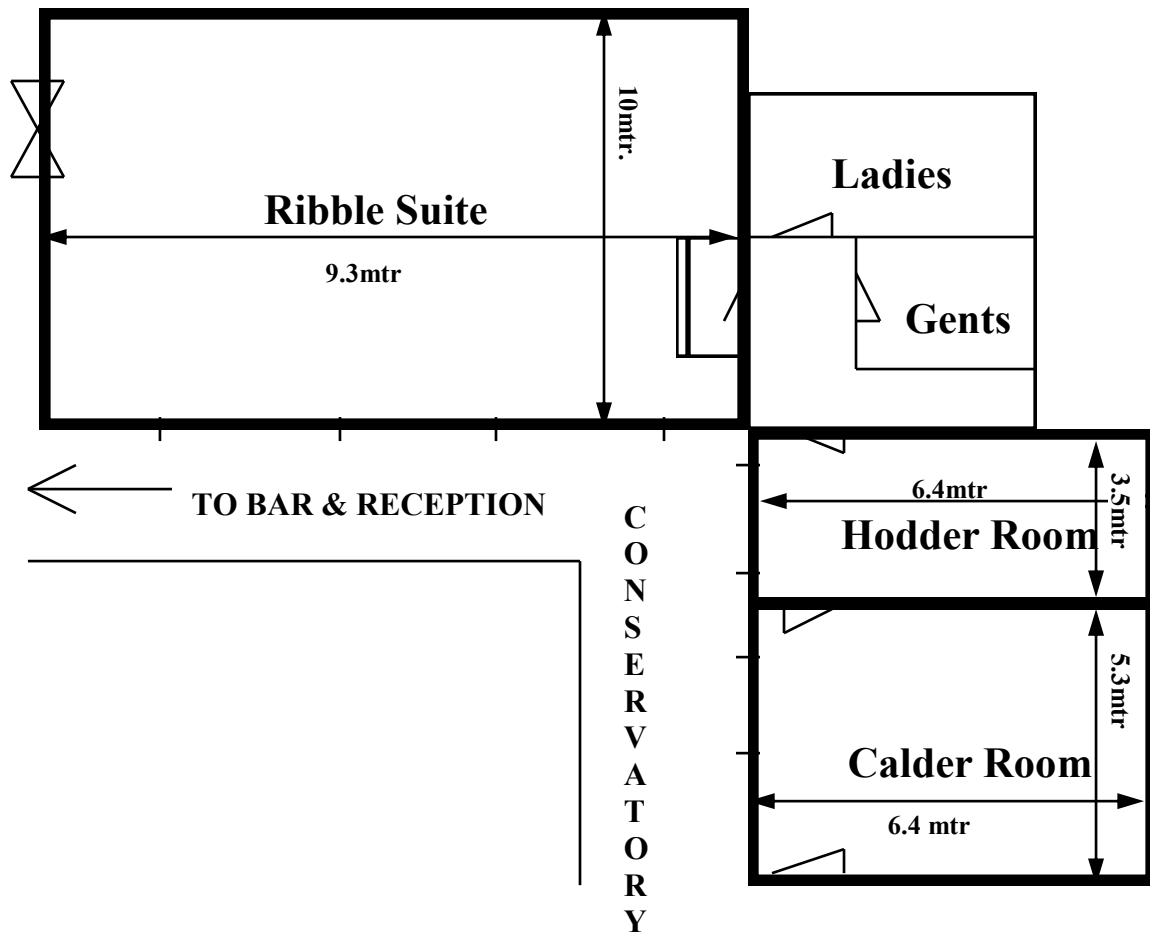 10mtr.
Ladies
Ribble Suite
9.3mtr
Gents
TO BAR & RECEPTION
CONSERVATORY
6.4mtr
3.5mtr
Hodder Room
5.3mtr
Calder Room
6.4 mtr